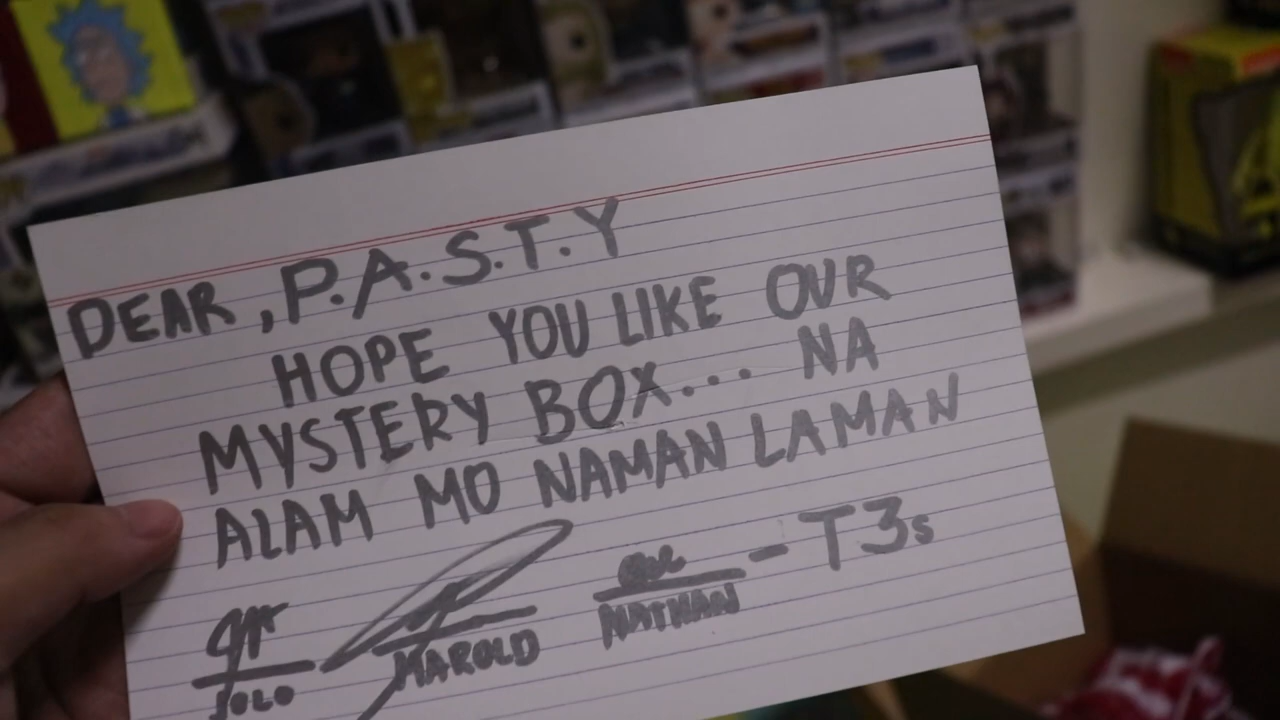 DEAR, P.A.S.T.Y
HOPE YOU LIKE OUR
MYSTERY BOX... NA
ALAM MO NAMAN LAMAN
-T3s
JOLO HAROLD NATHAN